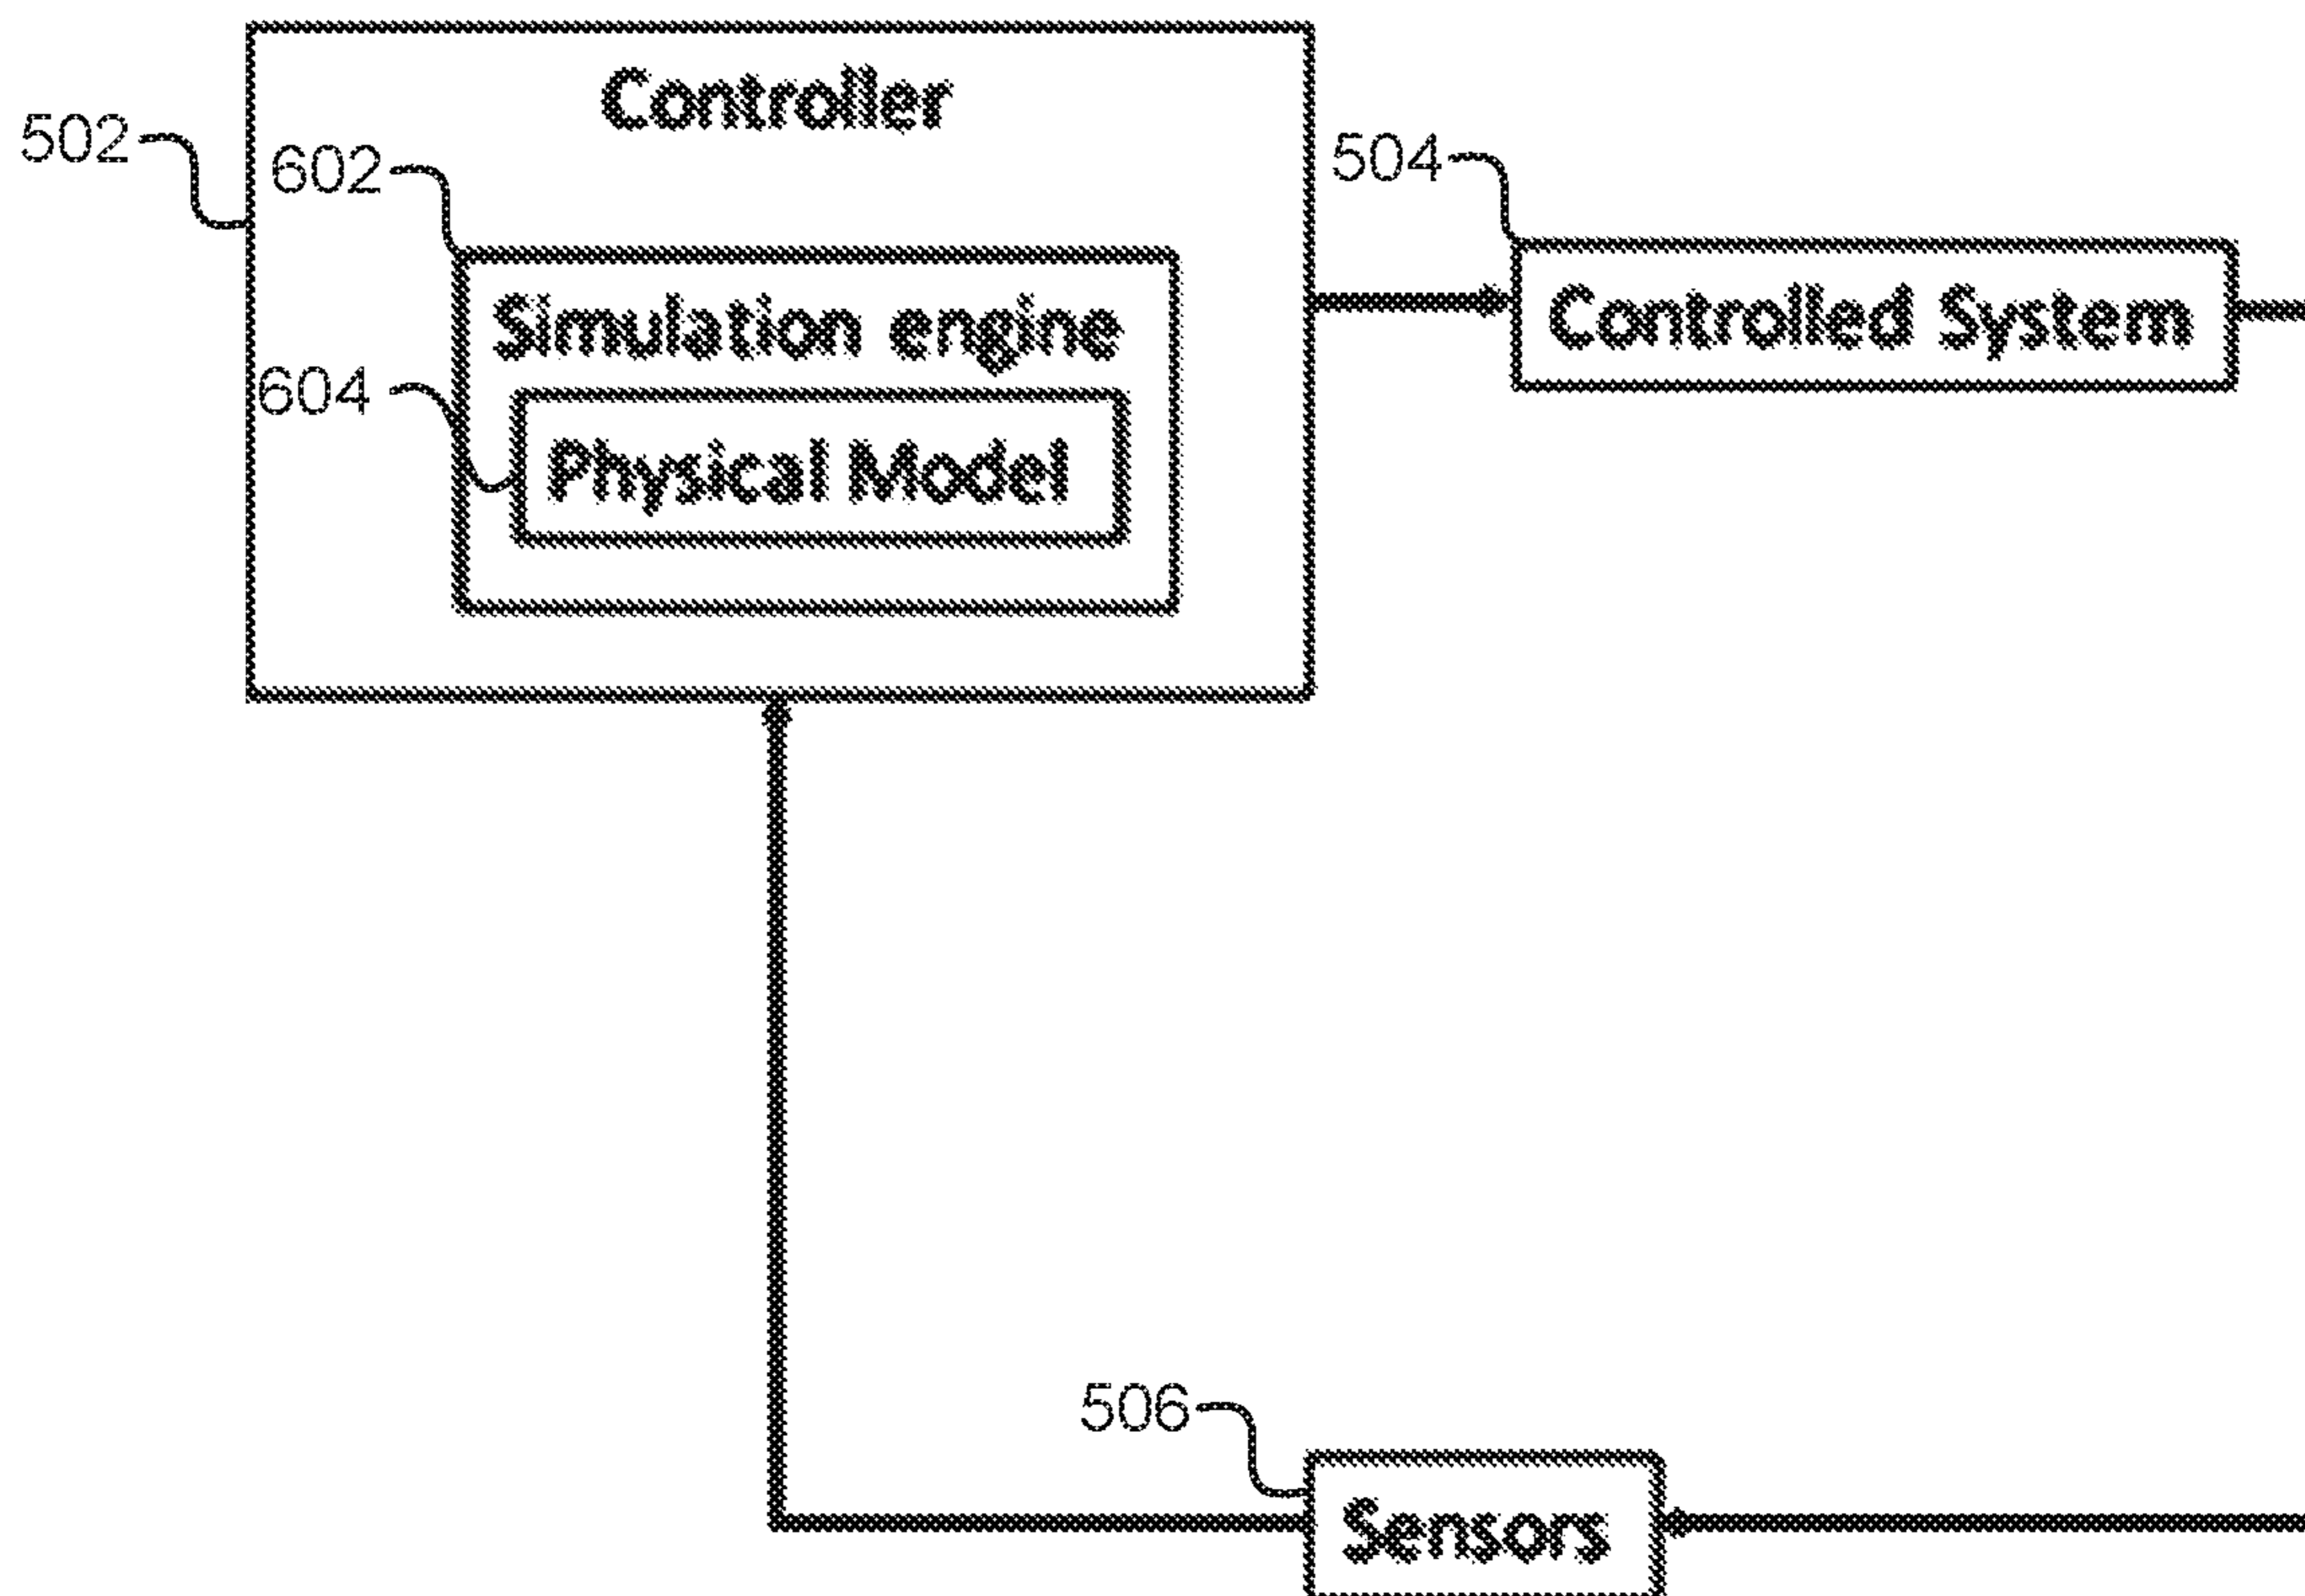 Controller
502
602
504
Simulation engine
Controlled System
604
Physical Model
506
Sensors